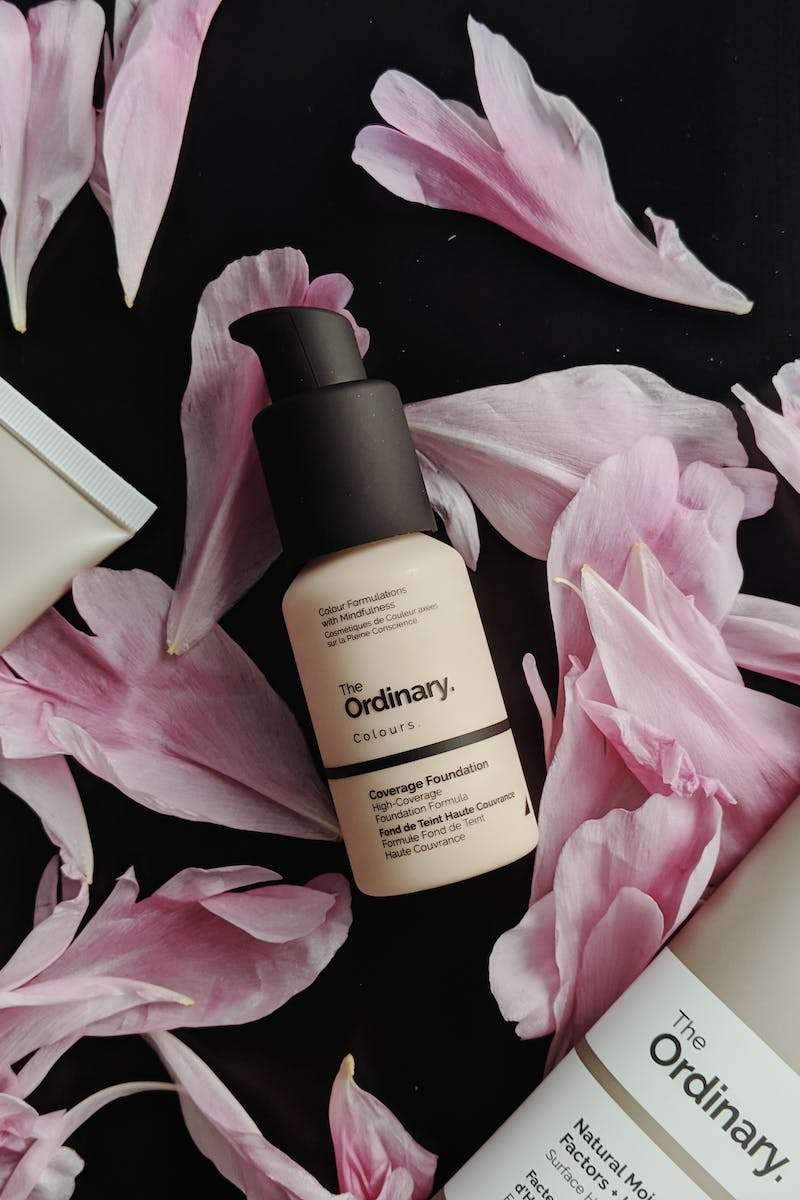 Colour Formulations
with Mindfulness
Cosmétiques de Couleur axées
sur la Pleine Conscience
The
Ordinary.
Colours.
Coverage Foundation
High-Coverage
Foundation Formula
Fond de Teint Haute Couvrance
Formule Fond de Teint
Haute Couvrance
The
Ordinary.
Natural Moi
Factors +
Surface H
Facte
d'H